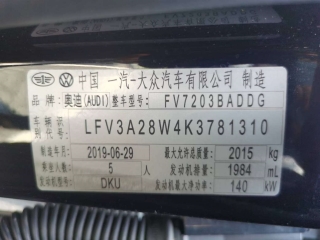 中国 一汽-大众汽车有限公司 制造
品牌:奥迪(AUDI) 整车型号: FV7203BADDG
车辆识 LFV3A28W4K3781310
制造年月: 2019-06-29 最大允许总质量: 2015 kg
乘坐人数: 5 人 发动机排量: 1984 mL
发动机型号: DKU 发动机最大净功率: 140 kW